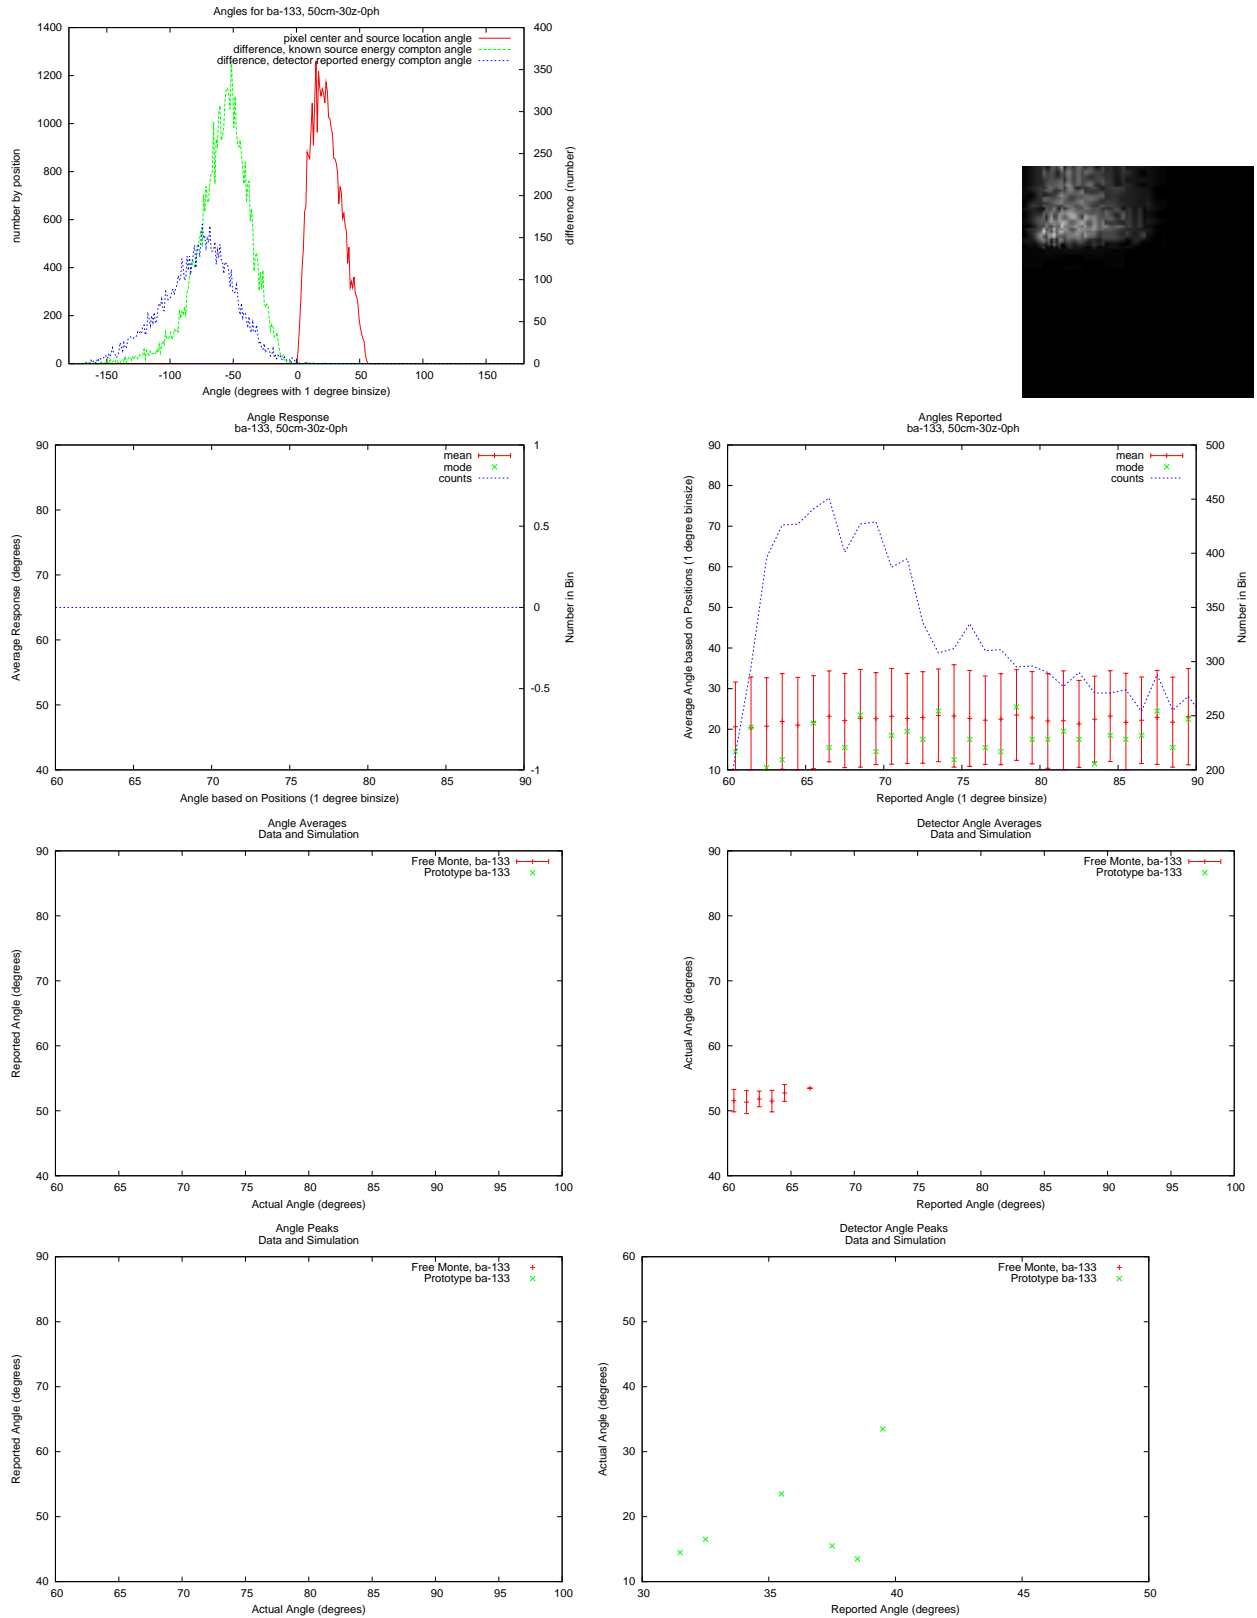 Angles for ba-133, 50cm-30z-0ph
pixel center and source location angle
difference, known source energy compton angle
difference, detector reported energy compton angle
number by position
difference (number)
0
200
400
600
800
1000
1200
1400
0
50
100
150
200
250
300
350
400
-150
-100
-50
0
50
100
150
Angle (degrees with 1 degree binsize)
Angle Response
ba-133, 50cm-30z-0ph
mean
mode
counts
Average Response (degrees)
Number in Bin
40
50
60
70
80
90
-1
-0.5
0
0.5
1
60
65
70
75
80
85
90
Angle based on Positions (1 degree binsize)
Angles Reported
ba-133, 50cm-30z-0ph
mean
mode
counts
Average Angle based on Positions (1 degree binsize)
Number in Bin
10
20
30
40
50
60
70
80
90
200
250
300
350
400
450
500
60
65
70
75
80
85
90
Reported Angle (1 degree binsize)
Angle Averages
Data and Simulation
Free Monte, ba-133
Prototype ba-133
Reported Angle (degrees)
40
50
60
70
80
90
60
65
70
75
80
85
90
95
100
Actual Angle (degrees)
Detector Angle Averages
Data and Simulation
Free Monte, ba-133
Prototype ba-133
Actual Angle (degrees)
40
50
60
70
80
90
60
65
70
75
80
85
90
95
100
Reported Angle (degrees)
Angle Peaks
Data and Simulation
Free Monte, ba-133
Prototype ba-133
Reported Angle (degrees)
40
50
60
70
80
90
60
65
70
75
80
85
90
95
100
Actual Angle (degrees)
Detector Angle Peaks
Data and Simulation
Free Monte, ba-133
Prototype ba-133
Actual Angle (degrees)
10
20
30
40
50
60
30
35
40
45
50
Reported Angle (degrees)